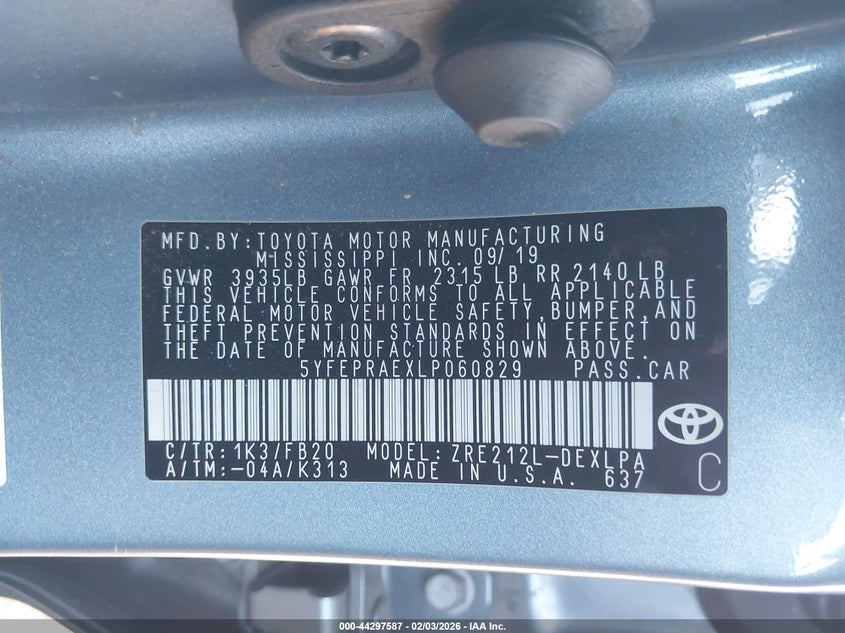 MFD. BY: TOYOTA MOTOR MANUFACTURING
MISSISSIPPI INC. 09/19
GVWR 3935LB GAWR FR 2315 LB RR 2140 LB
THIS VEHICLE CONFORMS TO ALL APPLICABLE
FEDERAL MOTOR VEHICLE SAFETY, BUMPER, AND
THEFT PREVENTION STANDARDS IN EFFECT ON
THE DATE OF MANUFACTURE SHOWN ABOVE.
5YFEPRAEXLP060829 PASS. CAR
C/TR: 1K3/FB20 MODEL: ZRE212L-DEXLPA
A/TM: -04A/K313 MADE IN U.S.A. 637
C
000-44297587 - 02/03/2026 - IAA Inc.